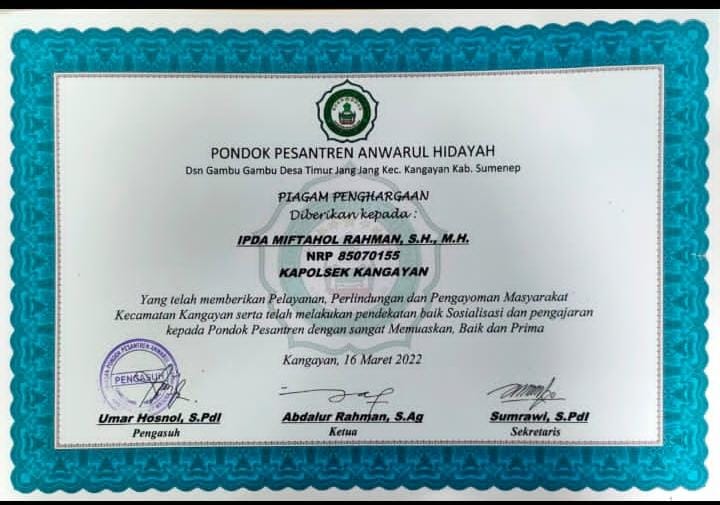 PONDOK PESANTREN ANWARUL HIDAYAH
Dsn Gambu Gambu Desa Timur Jang Jang Kec. Kangayan Kab. Sumenep
PIAGAM PENGHARGAAN
Diberikan kepada :
IPDA MIFTAHOL RAHMAN, S.H., M.H.
NRP 85070155
KAPOLSEK KANGAYAN
Yang telah memberikan Pelayanan, Perlindungan dan Pengayoman Masyarakat
Kecamatan Kangayan serta telah melakukan pendekatan baik Sosialisasi dan pengajaran
kepada Pondok Pesantren dengan sangat Memuaskan, Baik dan Prima
Kangayan, 16 Maret 2022
PENGASUH
Umar Hosnol, S.PdI
Abdalur Rahman, S.Ag
Sumrawi, S.PdI
Pengasuh
Ketua
Sekretaris